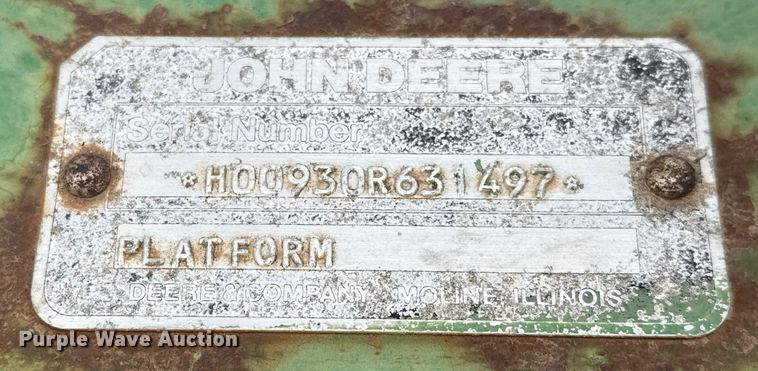 JOHN DEERE
Serial Number
*H00930R631497*
PLATFORM
DEERE & COMPANY MOLINE, ILLINOIS
Purple Wave Auction®